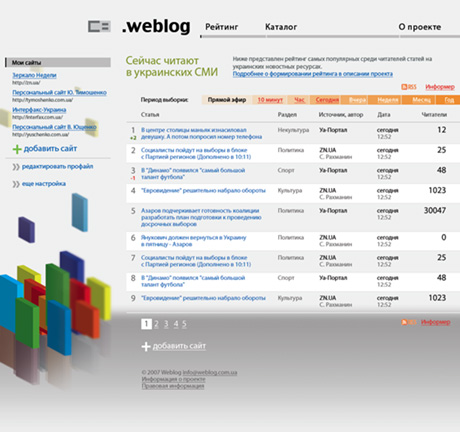 .weblog
Рейтинг
Каталог
О проекте
Мои сайты
Зеркало Недели
http://zn.ua/
Персональный сайт Ю. Тимошенко
http://tymoshenko.com.ua/
Интерфакс-Украина
http://interfax.com.ua/
Персональный сайт В. Ющенко
http://yuschenko.com.ua/
добавить сайт
редактировать профайл
еще настройка
Сейчас читают
в украинских СМИ
Ниже представлен рейтинг самых популярных среди читателей статей на
украинских новостных ресурсах.
Подробнее о формировании рейтинга в описании проекта
RSS Информер
Период выборки: Прямой эфир 10 минут Час Сегодня Вчера Неделя Месяц Год
Статья Раздел Источник, автор Дата Читатели
1 В центре столицы маньяк изнасиловал Некультура Уа-Портал сегодня 12
+2 девушку. А потом попросил номер телефона 12:52
2 Социалисты пойдут на выборы в блоке Политика ZN.UA сегодня 25
с Партией регионов (Дополнено в 10:11) С. Рахманин 12:52
3 В "Динамо" появился "самый большой Спорт Уа-Портал сегодня 48
-1 талант футбола" 12:52
4 "Евровидение" решительно набрало обороты Культура ZN.UA сегодня 1023
С. Рахманин 12:52
5 Азаров подчеркивает готовность коалиции Политика Уа-Портал сегодня 30047
разработать план подготовки к проведению 12:52
досрочных выборов
6 Янукович должен вернуться в Украину Политика ZN.UA сегодня 0
в пятницу - Азаров С. Рахманин 12:52
7 Социалисты пойдут на выборы в блоке Политика ZN.UA сегодня 25
с Партией регионов (Дополнено в 10:11) С. Рахманин 12:52
8 В "Динамо" появился "самый большой Спорт Уа-Портал сегодня 48
талант футбола" 12:52
9 "Евровидение" решительно набрало обороты Культура ZN.UA сегодня 1023
С. Рахманин 12:52
1 2 3 4 5
RSS Информер
добавить сайт
© 2007 Weblog info@weblog.com.ua
Информация о проекте
Правовая информация